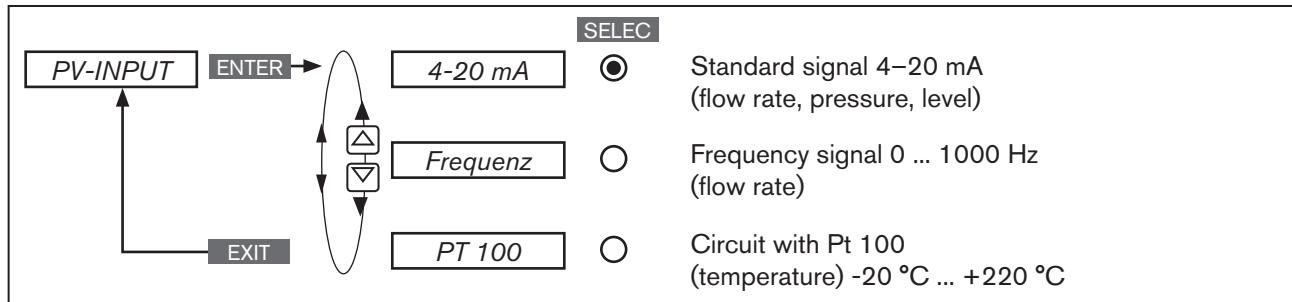 SELEC
PV-INPUT ENTER 4-20 mA Standard signal 4–20 mA
(flow rate, pressure, level)
Frequenz Frequency signal 0 ... 1000 Hz
(flow rate)
EXIT PT 100 Circuit with Pt 100
(temperature) -20 °C ... +220 °C